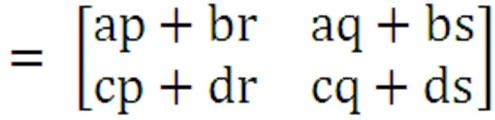 = [ap + br aq + bs
cp + dr cq + ds]